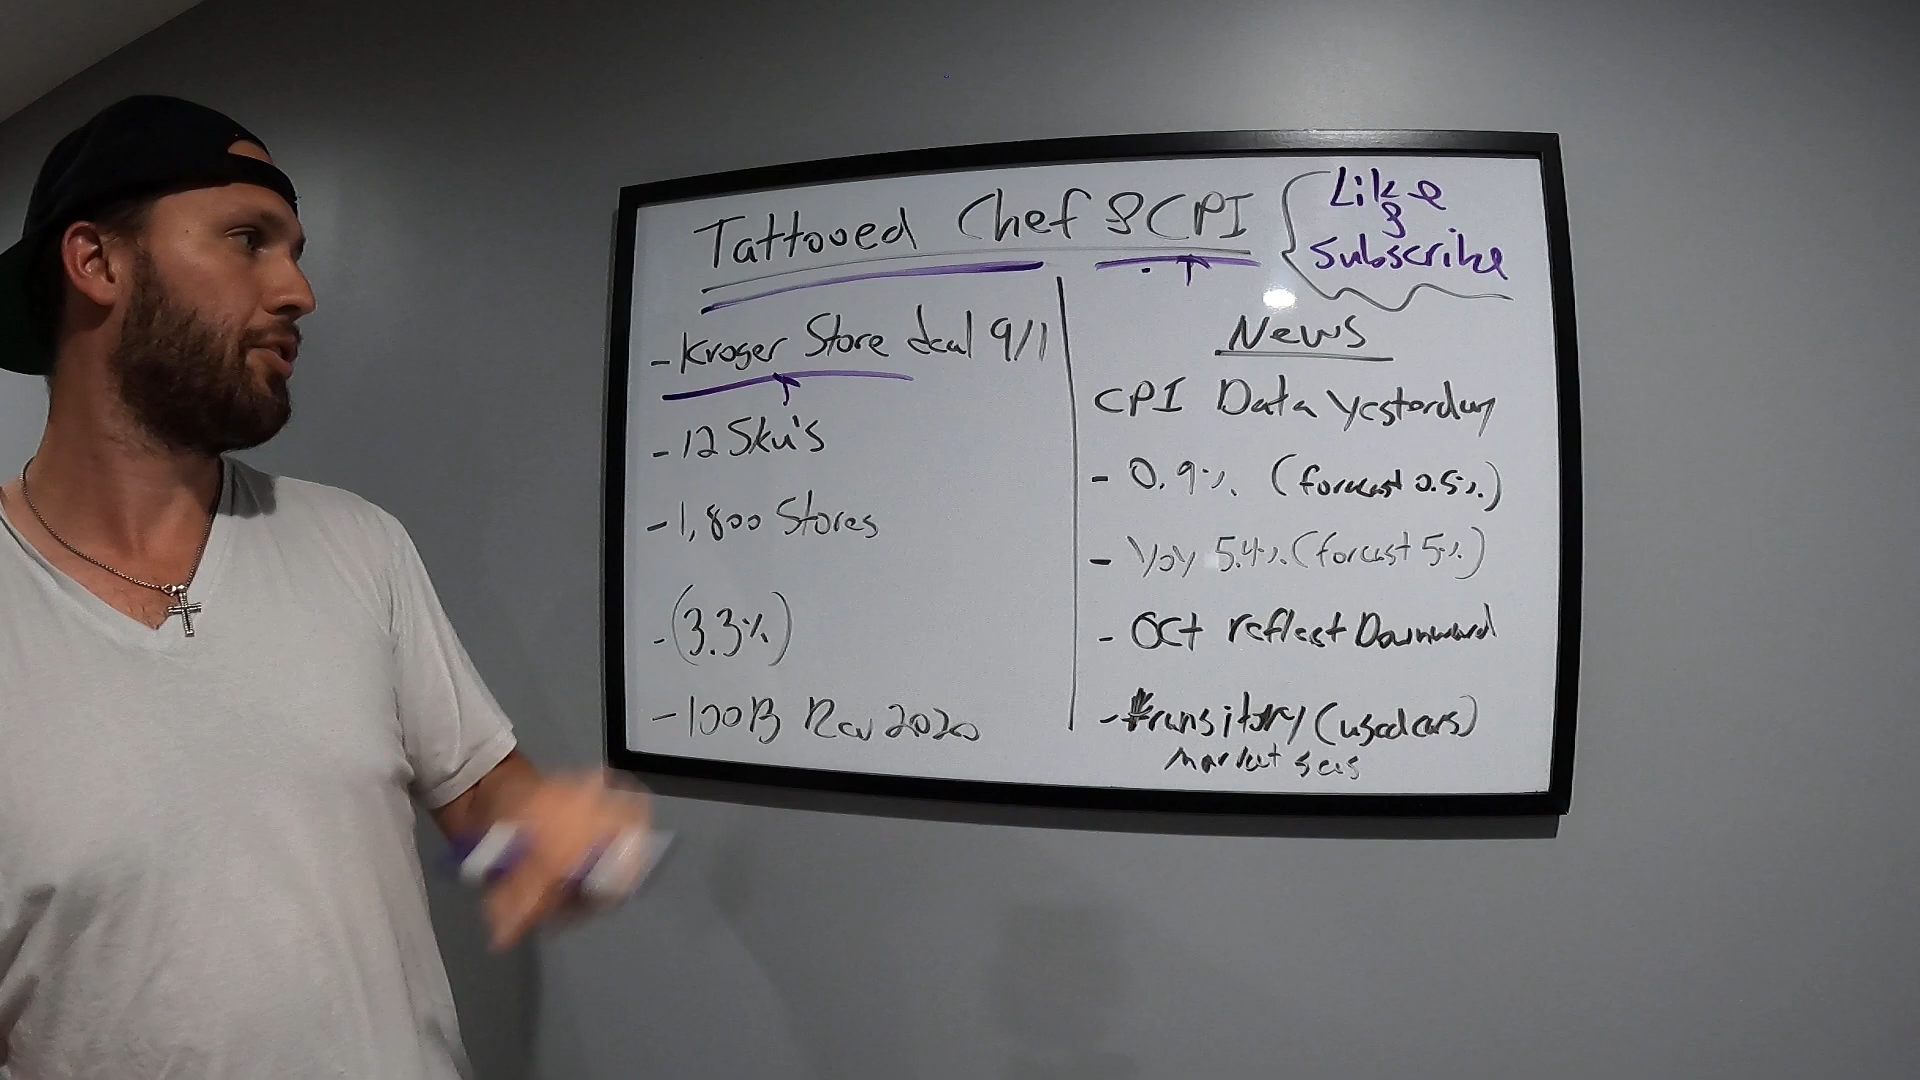 Tattooed Chef & CPI
Like
&
Subscribe
- Kroger Store deal 9/1
- 12 Sku's
- 1,800 Stores
- (3.3%)
- 100B Rev 2020
News
CPI Data Yesterday
- 0.9%. (forecast 0.5%.)
- YoY 5.4%. (forcast 5%.)
- Oct reflect Downward
- transitory (used cars)
market